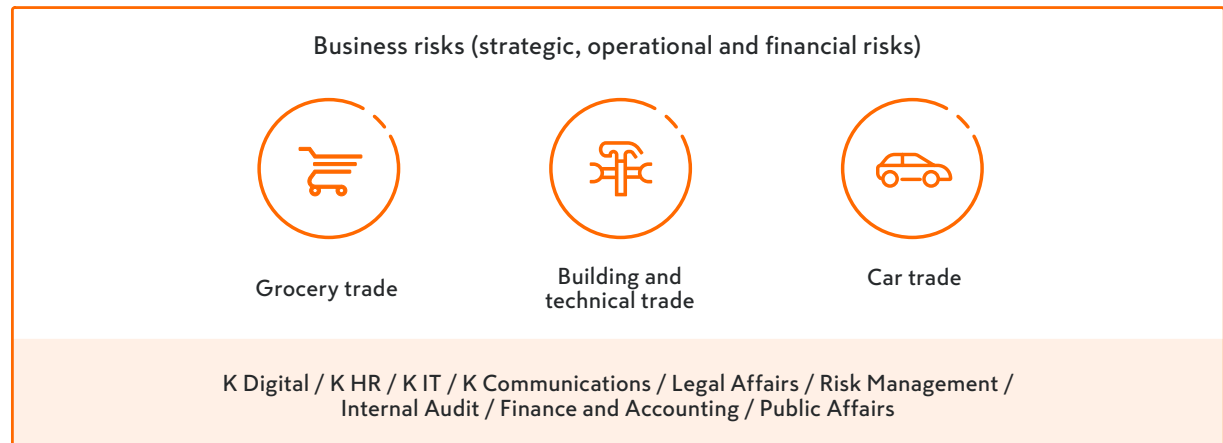 Business risks (strategic, operational and financial risks)
Grocery trade
Building and
technical trade
Car trade
K Digital / K HR / K IT / K Communications / Legal Affairs / Risk Management /
Internal Audit / Finance and Accounting / Public Affairs